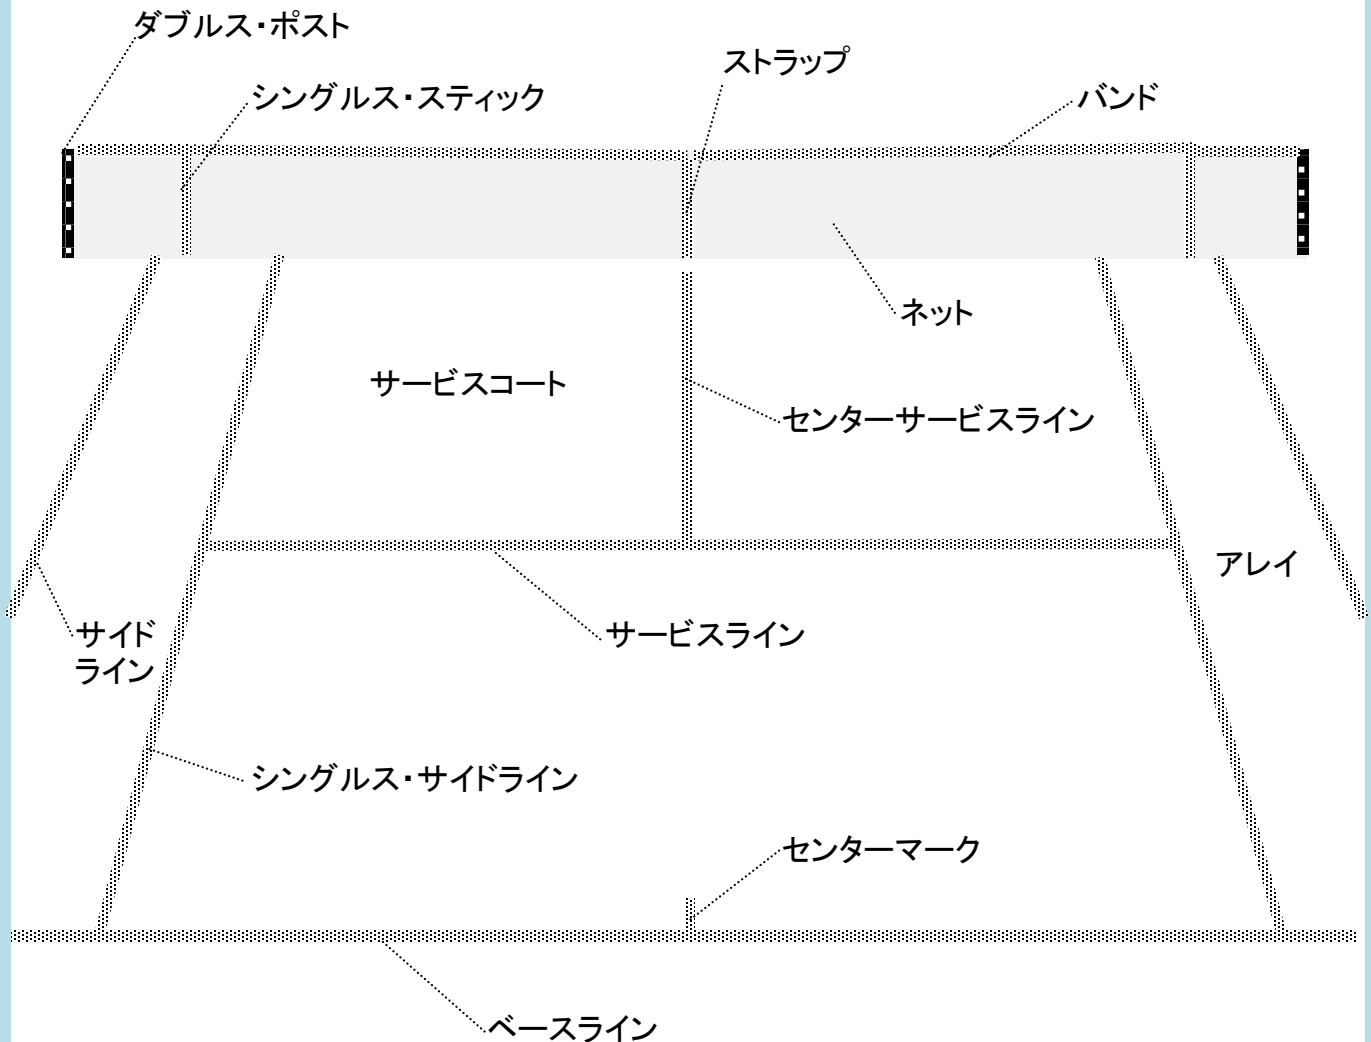 ダブルス・ポスト
ストラップ
シングルス・スティック
バンド
ネット
サービスコート
センターサービスライン
アレイ
サイド
ライン
サービスライン
シングルス・サイドライン
センターマーク
ベースライン